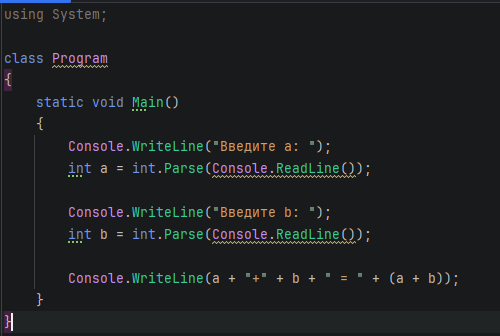 using System;
class Program
{
static void Main()
{
Console.WriteLine("Введите a: ");
int a = int.Parse(Console.ReadLine());
Console.WriteLine("Введите b: ");
int b = int.Parse(Console.ReadLine());
Console.WriteLine(a + "+" + b + " = " + (a + b));
}
}